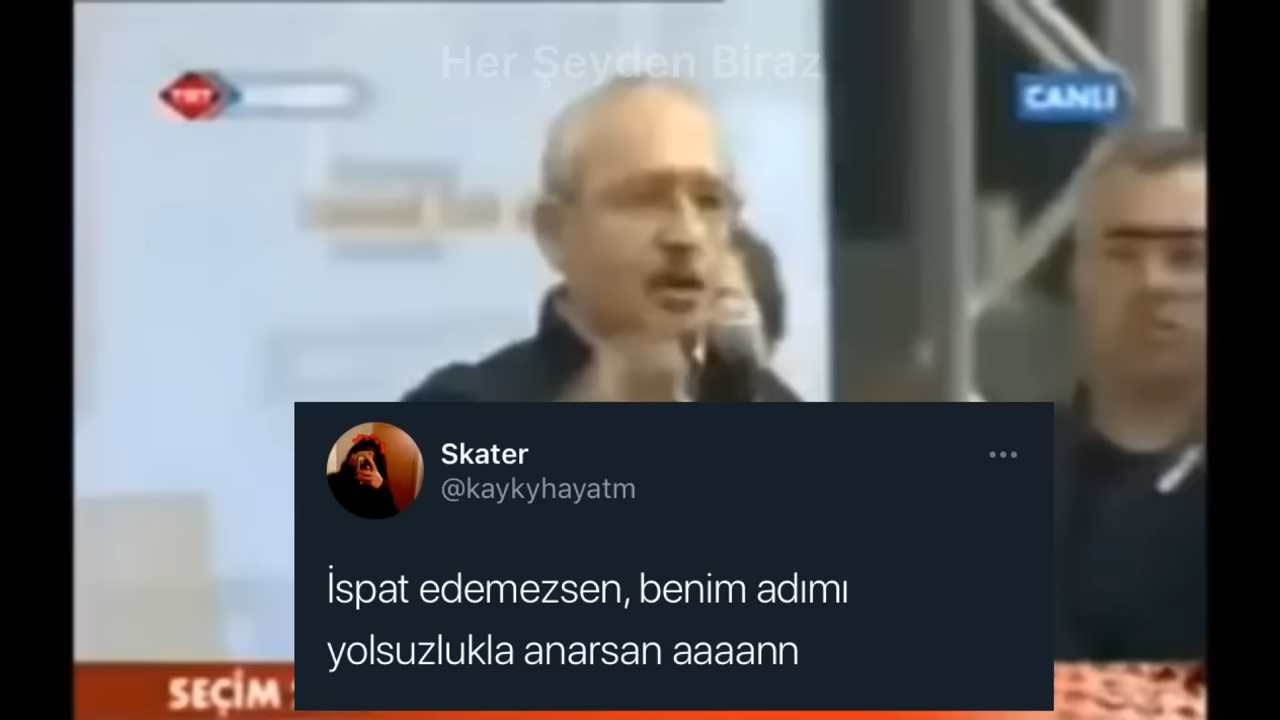 Her Şeyden Biraz
TRT
CANLI
Skater
@kaykyhayatm
İspat edemezsen, benim adımı
yolsuzlukla anarsan aaaann
SEÇİM